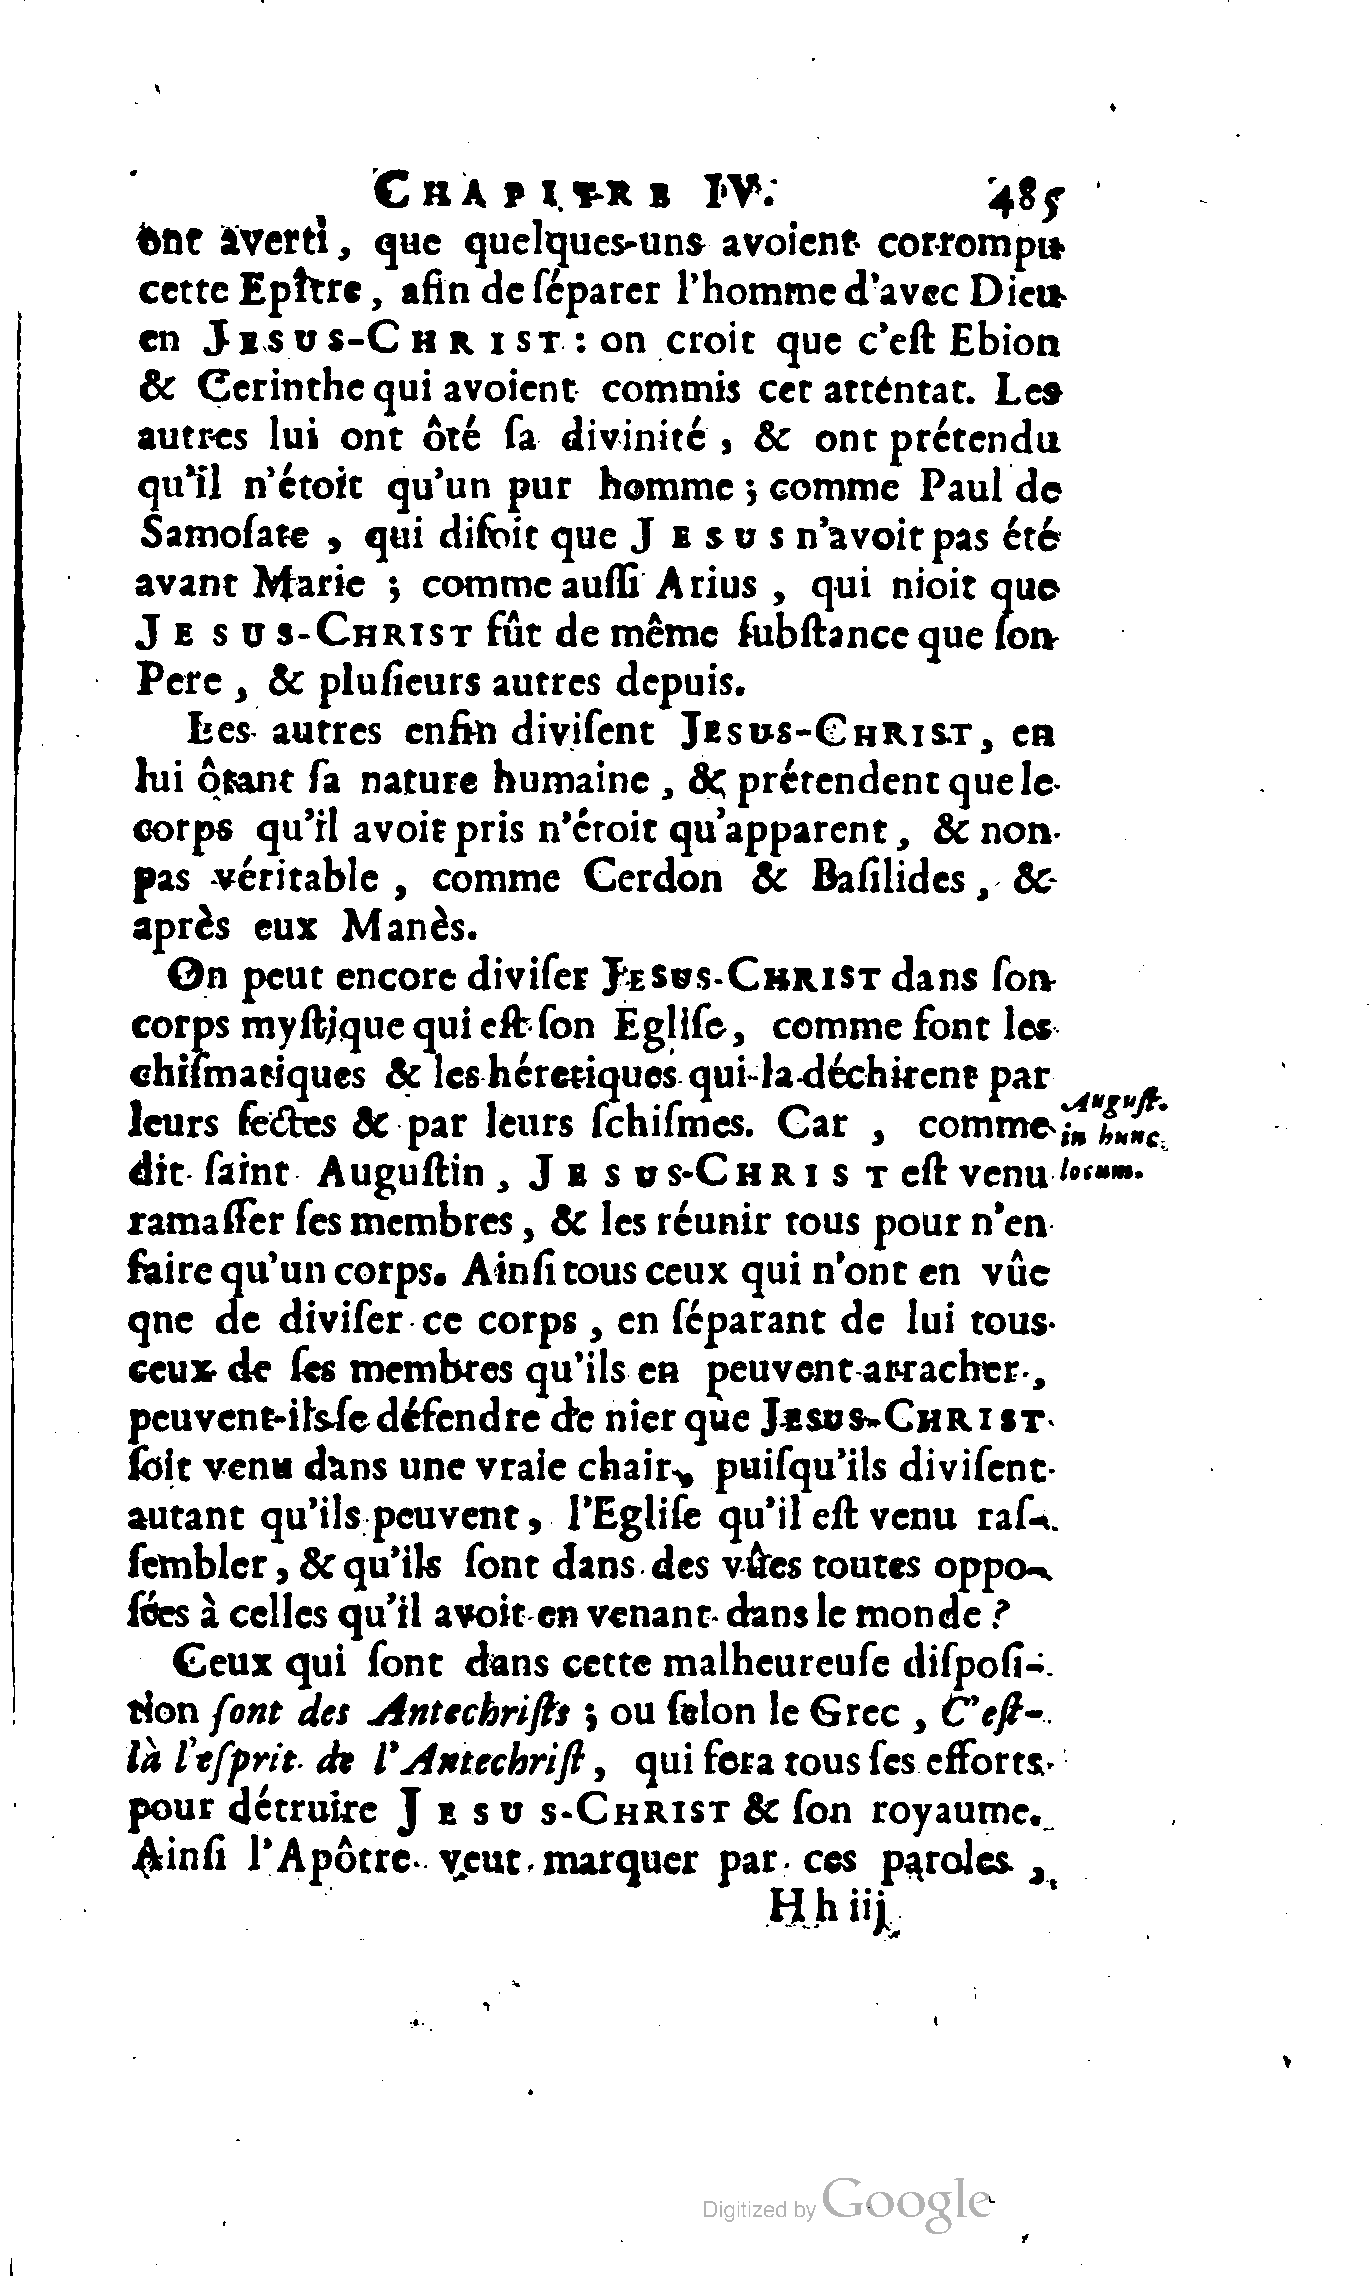 CHAPITRE IV. 485
ont averti, que quelques-uns avoient corrompu
cette Epître, afin de ſéparer l'homme d'avec Dieu
en JESUS-CHRIST : on croit que c'eſt Ebion
& Cerinthe qui avoient commis cet attentat. Les
autres lui ont ôté ſa divinité, & ont prétendu
qu'il n'étoit qu'un pur homme ; comme Paul de
Samoſate, qui diſoit que JESUS n'avoit pas été
avant Marie ; comme auſſi Arius, qui nioit que
JESUS-CHRIST fût de même ſubſtance que ſon
Pere, & pluſieurs autres depuis.
Les autres enfin diviſent JESUS-CHRIST, en
lui ôtant ſa nature humaine, & prétendent que le
corps qu'il avoit pris n'étoit qu'apparent, & non
pas véritable, comme Cerdon & Baſilides, &
après eux Manès.
On peut encore diviſer JESUS-CHRIST dans ſon
corps myſtique qui eſt ſon Egliſe, comme font les
chiſmatiques & les héretiques qui la déchirent par
leurs ſectes & par leurs ſchiſmes. Car, comme
dit ſaint Auguſtin, JESUS-CHRIST eſt venu
ramaſſer ſes membres, & les réunir tous pour n'en
faire qu'un corps. Ainſi tous ceux qui n'ont en vûe
qne de diviſer ce corps, en ſéparant de lui tous
ceux de ſes membres qu'ils en peuvent arracher,
peuvent-ils ſe défendre de nier que JESUS-CHRIST
ſoit venu dans une vraie chair, puiſqu'ils diviſent
autant qu'ils peuvent, l'Egliſe qu'il eſt venu raſ-
ſembler, & qu'ils ſont dans des vûes toutes oppo-
ſées à celles qu'il avoit en venant dans le monde ?
Ceux qui ſont dans cette malheureuſe diſpoſi-
tion ſont des Antechriſts ; ou ſelon le Grec, C'eſt-
là l'eſprit de l'Antechriſt, qui fera tous ſes efforts
pour détruire JESUS-CHRIST & ſon royaume.
Ainſi l'Apôtre veut marquer par ces paroles,
H h iij
Auguſt.
in hunc
locum.
Digitized by Google